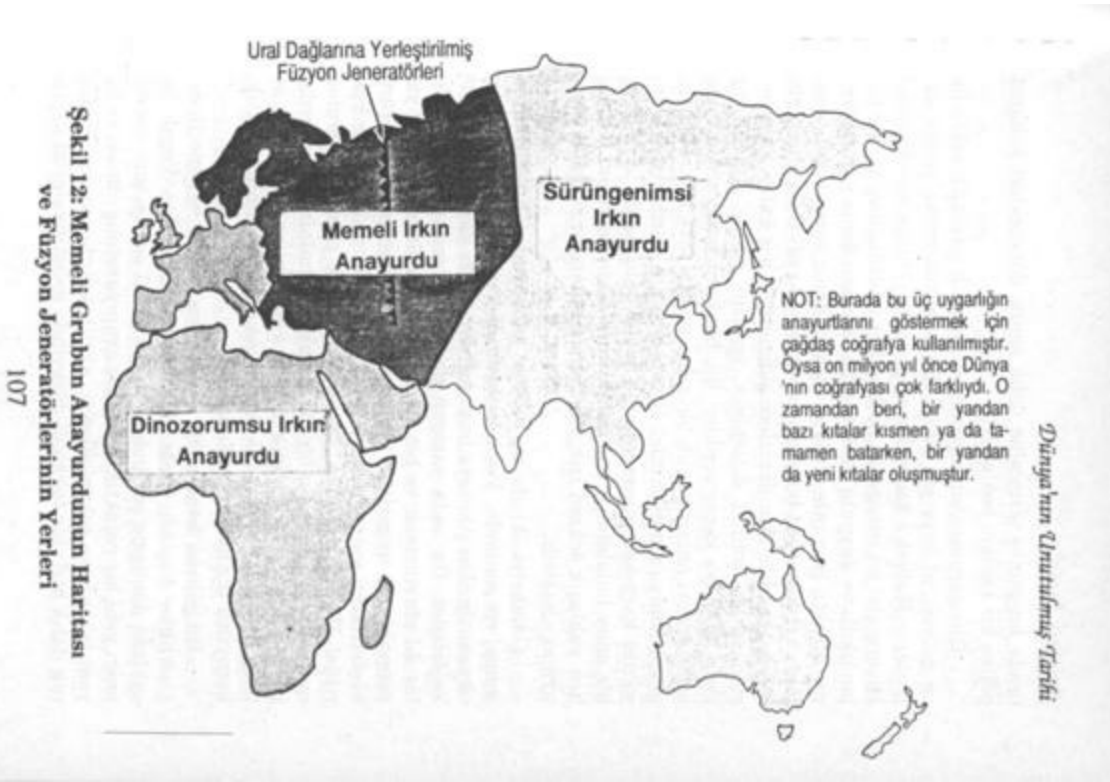 Ural Dağlarına Yerleştirilmiş
Füzyon Jeneratörleri
Memeli Irkın
Anayurdu
Sürüngenimsi
Irkın
Anayurdu
Dinozorumsu Irkın
Anayurdu
NOT: Burada bu üç uygarlığın
anayurtlarını göstermek için
çağdaş coğrafya kullanılmıştır.
Oysa on milyon yıl önce Dünya
'nın coğrafyası çok farklıydı. O
zamandan beri, bir yandan
bazı kıtalar kısmen ya da ta-
mamen batarken, bir yandan
da yeni kıtalar oluşmuştur.
Dünya'nın Unutulmuş Tarihi
Şekil 12: Memeli Grubun Anayurdunun Haritası
ve Füzyon Jeneratörlerinin Yerleri
107